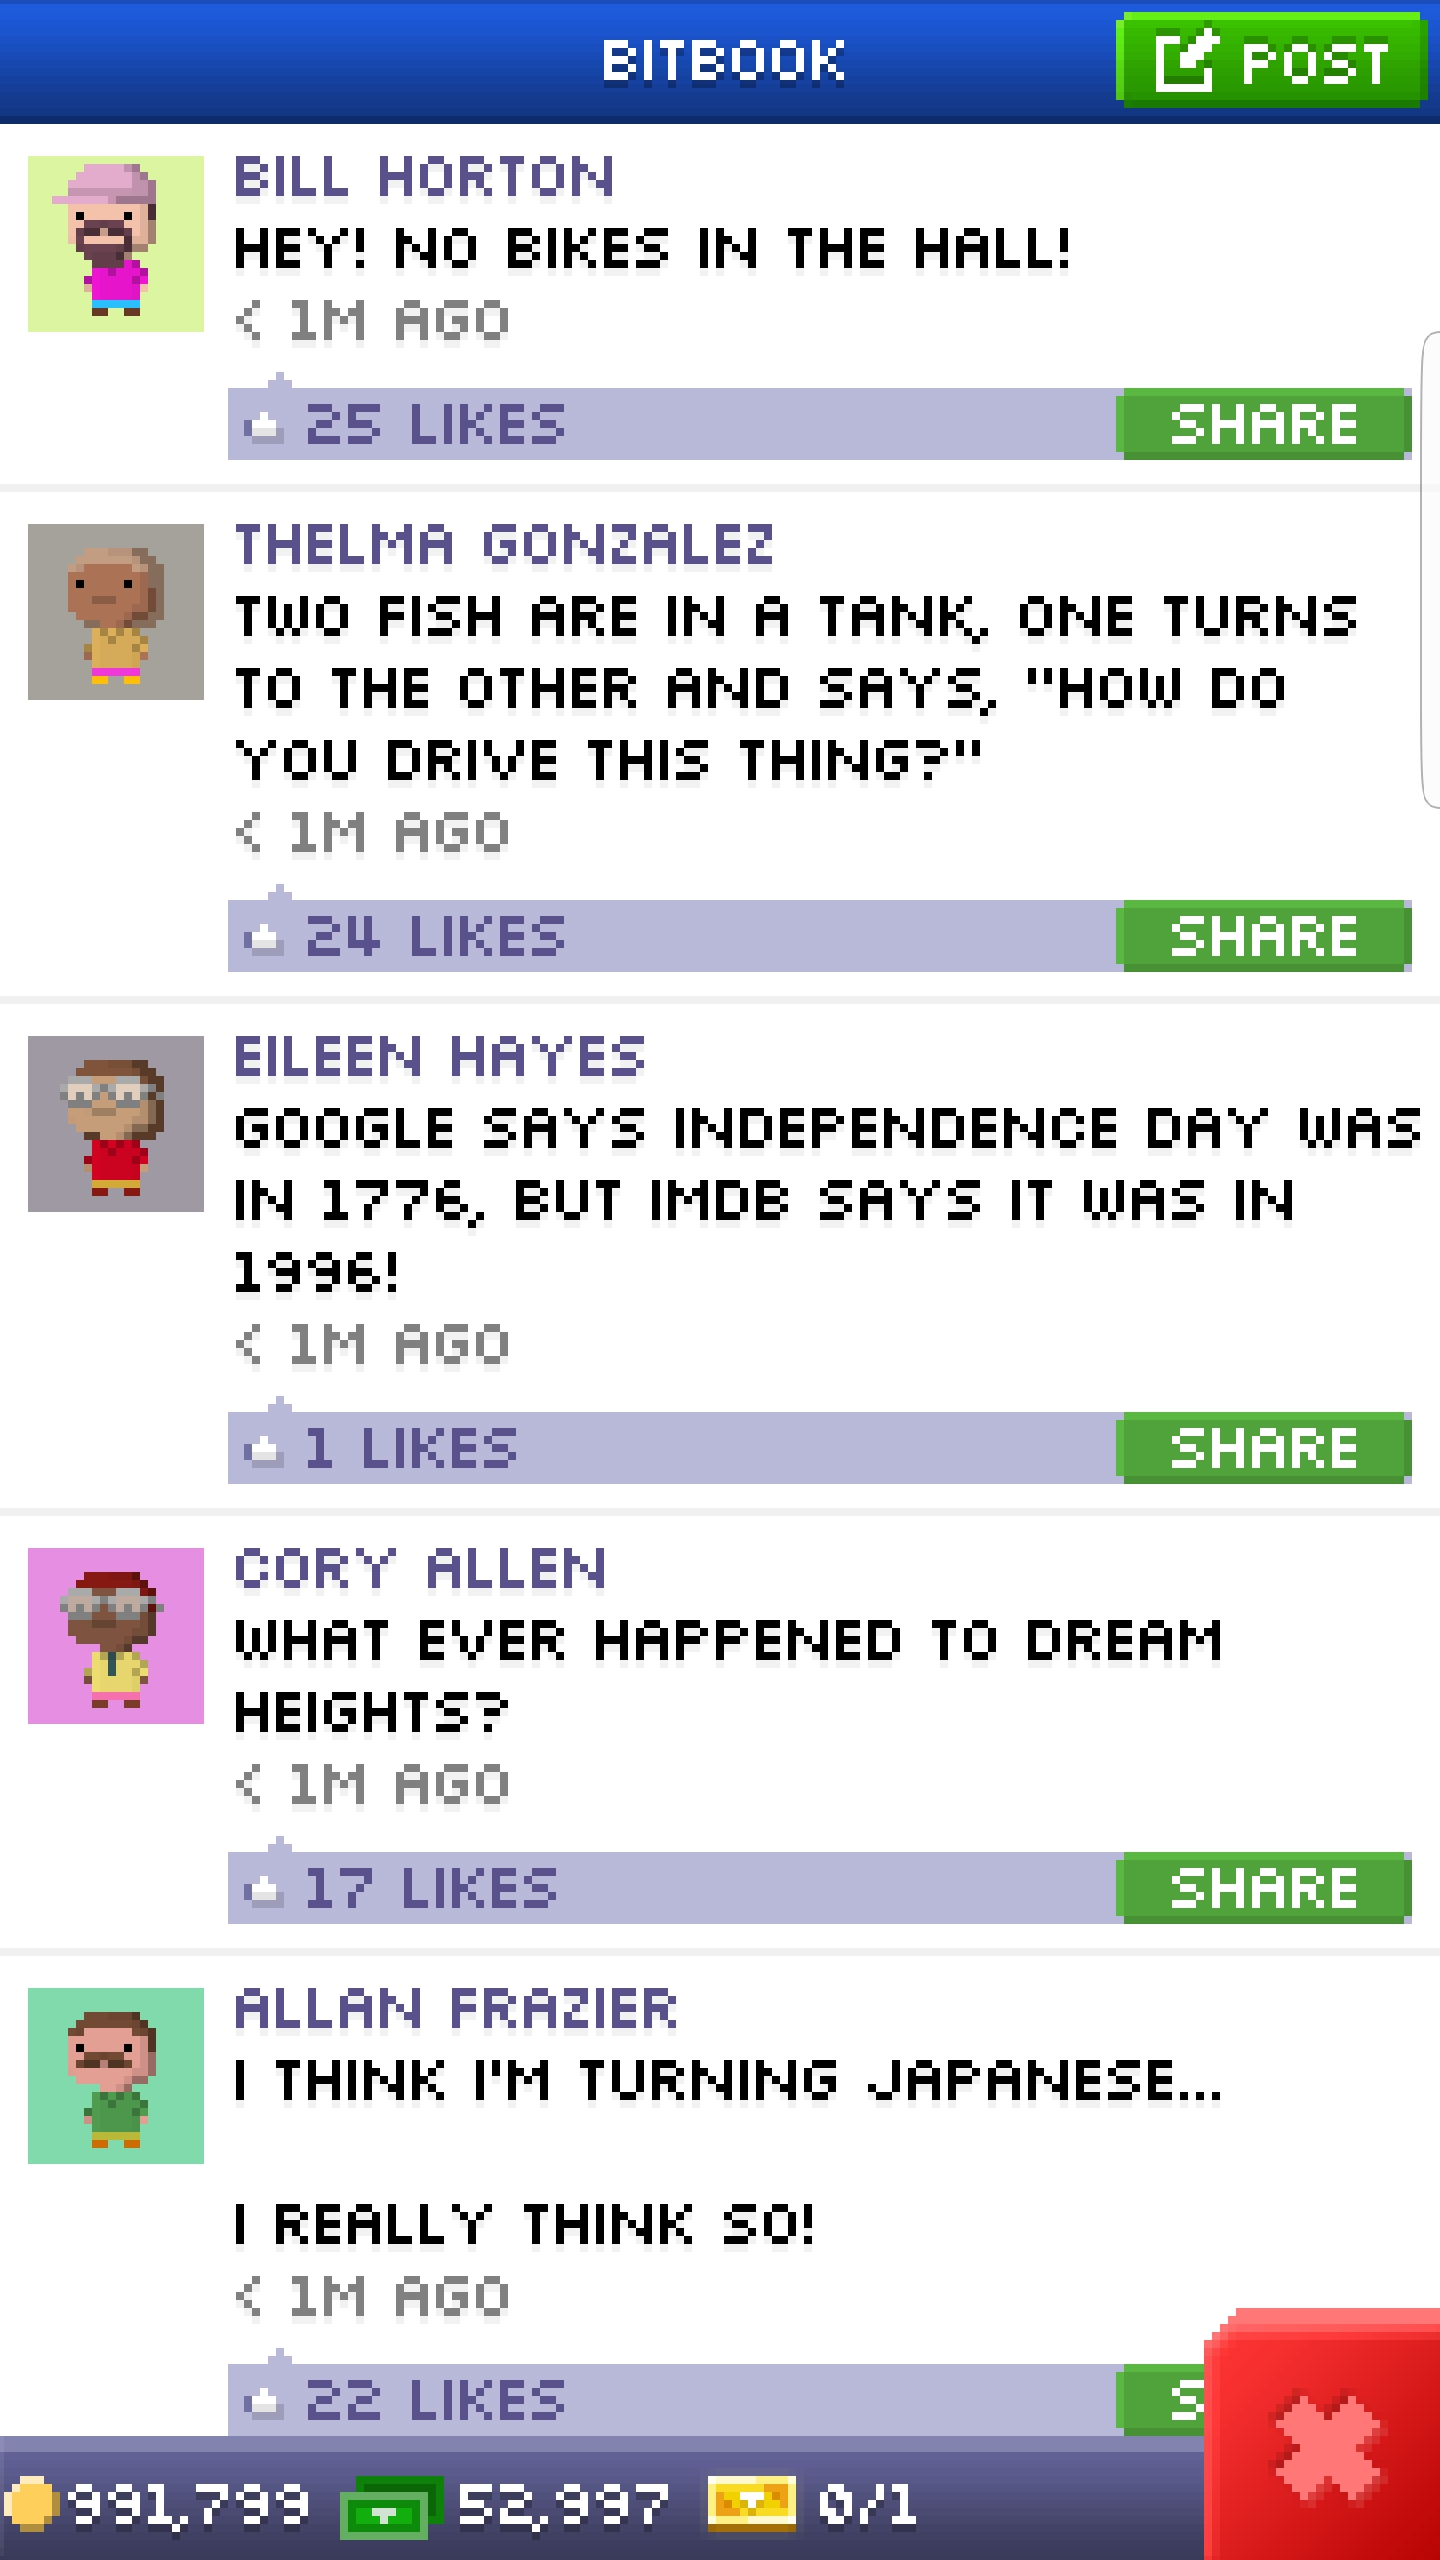 BITBOOK
POST
BILL HORTON
HEY! NO BIKES IN THE HALL!
< 1M AGO
25 LIKES
SHARE
THELMA GONZALEZ
TWO FISH ARE IN A TANK, ONE TURNS
TO THE OTHER AND SAYS, "HOW DO
YOU DRIVE THIS THING?"
< 1M AGO
24 LIKES
SHARE
EILEEN HAYES
GOOGLE SAYS INDEPENDENCE DAY WAS
IN 1776, BUT IMDB SAYS IT WAS IN
1996!
< 1M AGO
1 LIKES
SHARE
CORY ALLEN
WHAT EVER HAPPENED TO DREAM
HEIGHTS?
< 1M AGO
17 LIKES
SHARE
ALLAN FRAZIER
I THINK I'M TURNING JAPANESE...
I REALLY THINK SO!
< 1M AGO
22 LIKES
S
991,799 52,997 0/1